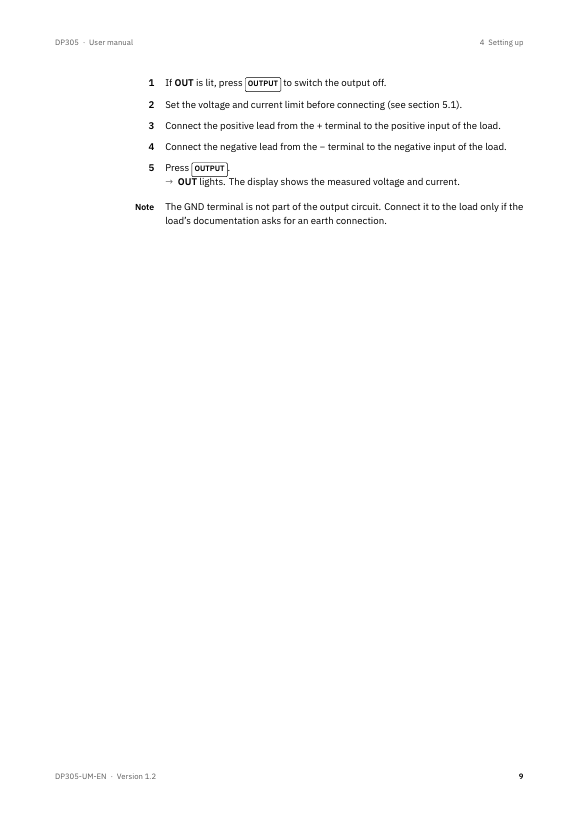 DP305 · User manual
4 Setting up
1 If OUT is lit, press OUTPUT to switch the output off.
2 Set the voltage and current limit before connecting (see section 5.1).
3 Connect the positive lead from the + terminal to the positive input of the load.
4 Connect the negative lead from the – terminal to the negative input of the load.
5 Press OUTPUT.
→ OUT lights. The display shows the measured voltage and current.
Note The GND terminal is not part of the output circuit. Connect it to the load only if the
load’s documentation asks for an earth connection.
DP305-UM-EN · Version 1.2
9